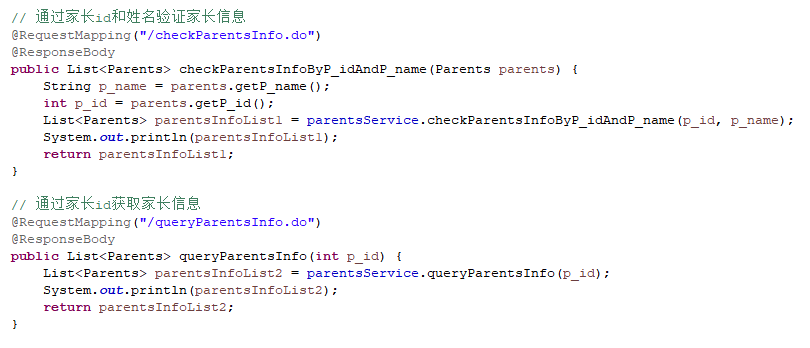 // 通过家长id和姓名验证家长信息
@RequestMapping("/checkParentsInfo.do")
@ResponseBody
public List<Parents> checkParentsInfoByP_idAndP_name(Parents parents) {
    String p_name = parents.getP_name();
    int p_id = parents.getP_id();
    List<Parents> parentsInfoList1 = parentsService.checkParentsInfoByP_idAndP_name(p_id, p_name);
    System.out.println(parentsInfoList1);
    return parentsInfoList1;
}
// 通过家长id获取家长信息
@RequestMapping("/queryParentsInfo.do")
@ResponseBody
public List<Parents> queryParentsInfo(int p_id) {
    List<Parents> parentsInfoList2 = parentsService.queryParentsInfo(p_id);
    System.out.println(parentsInfoList2);
    return parentsInfoList2;
}